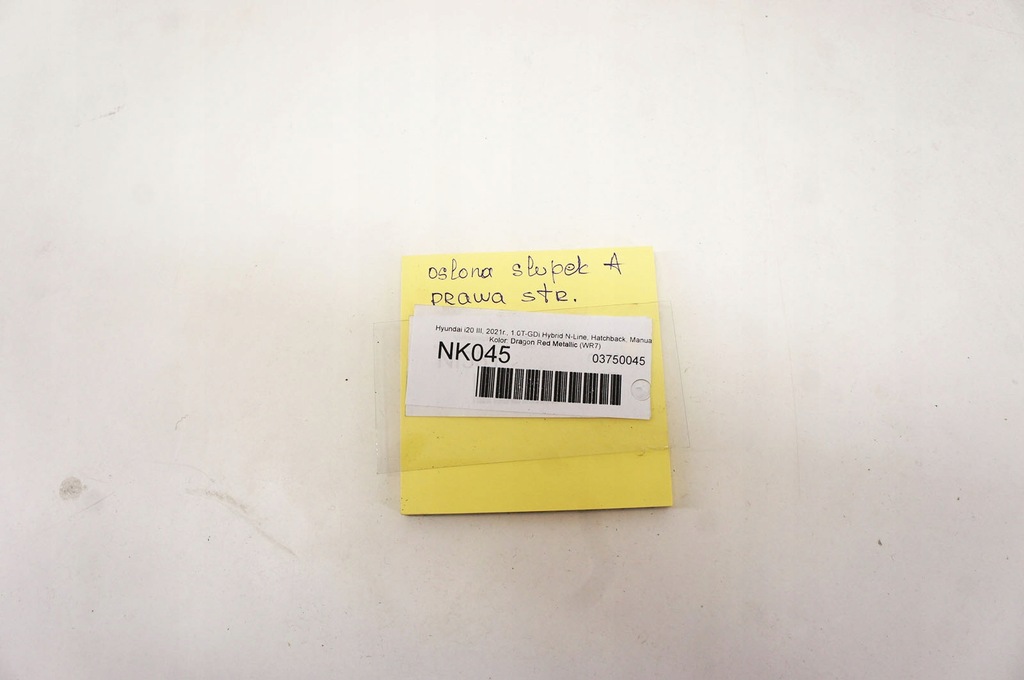 osłona słupek A
prawa str.
Hyundai i20 III, 2021r., 1.0T-GDi Hybrid N-Line, Hatchback, Manua
Kolor: Dragon Red Metallic (WR7)
NK045
03750045